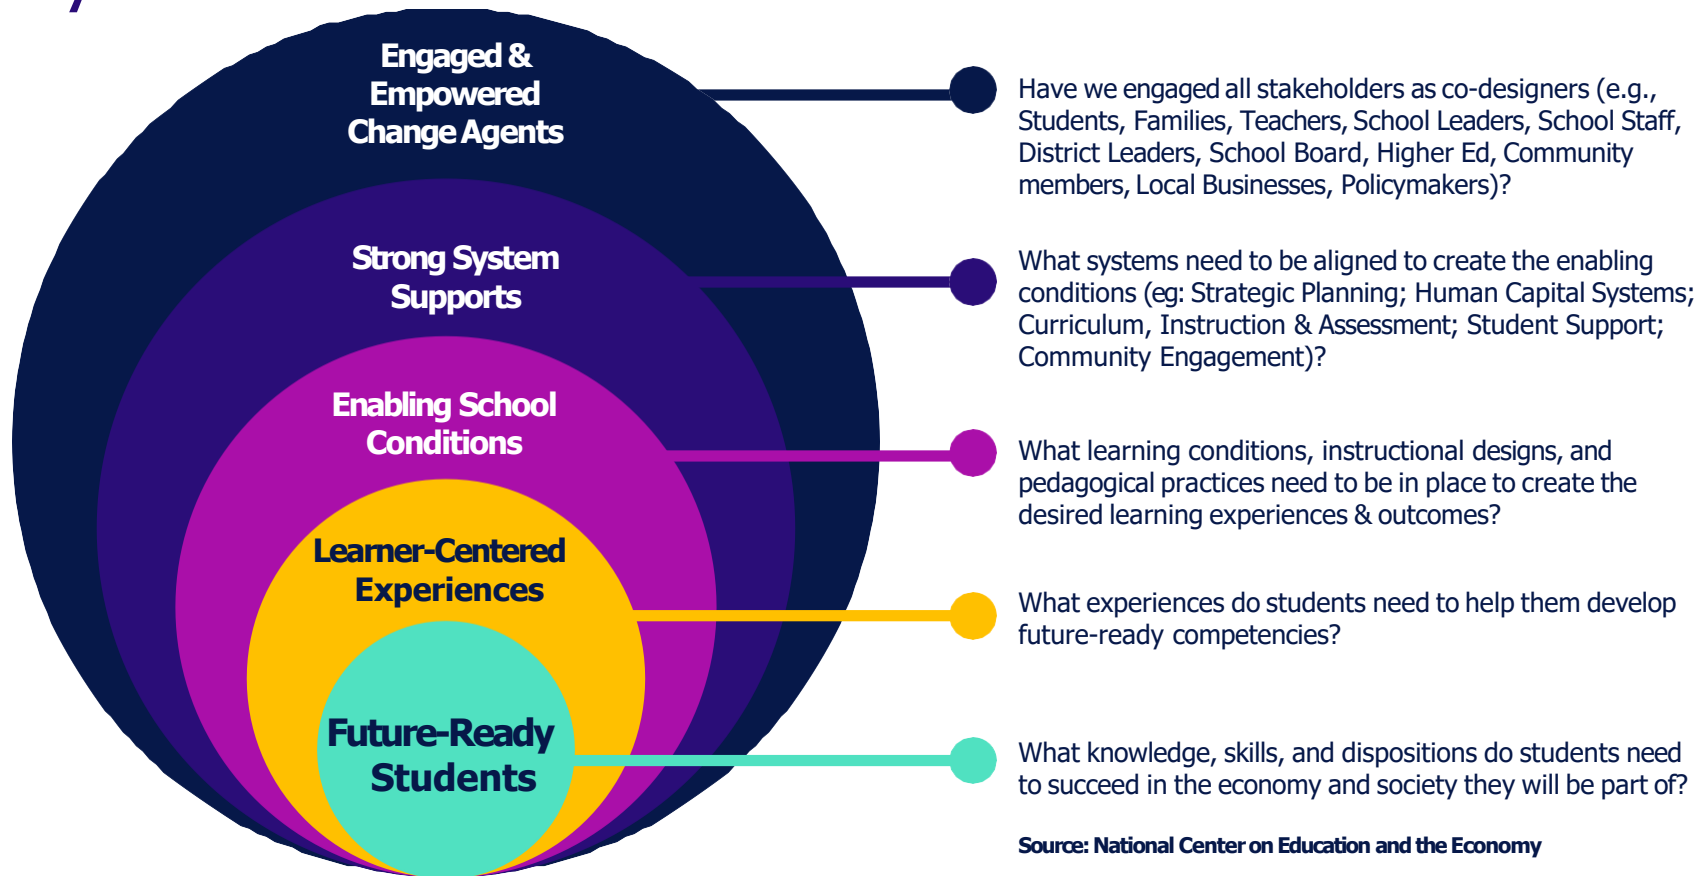 Engaged &
Empowered
Change Agents
Have we engaged all stakeholders as co-designers (e.g.,
Students, Families, Teachers, School Leaders, School Staff,
District Leaders, School Board, Higher Ed, Community
members, Local Businesses, Policymakers)?
Strong System
Supports
What systems need to be aligned to create the enabling
conditions (eg: Strategic Planning; Human Capital Systems;
Curriculum, Instruction & Assessment; Student Support;
Community Engagement)?
Enabling School
Conditions
What learning conditions, instructional designs, and
pedagogical practices need to be in place to create the
desired learning experiences & outcomes?
Learner-Centered
Experiences
What experiences do students need to help them develop
future-ready competencies?
Future-Ready
Students
What knowledge, skills, and dispositions do students need
to succeed in the economy and society they will be part of?
Source: National Center on Education and the Economy